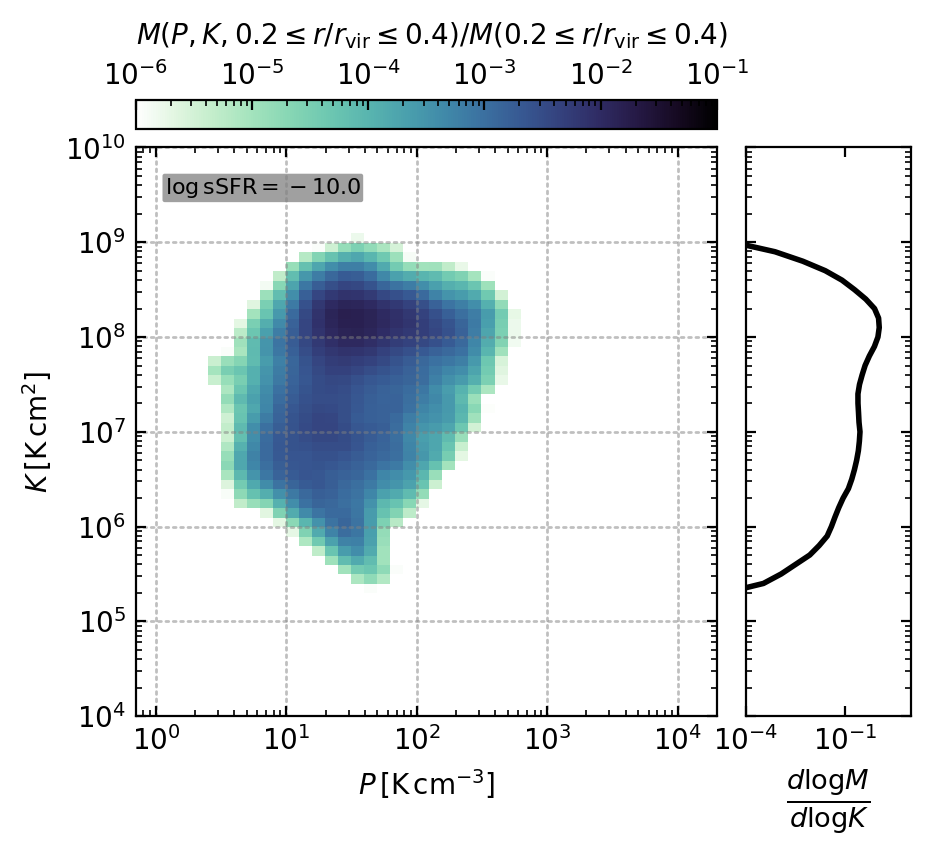 M(P, K, 0.2 ≤ r/r_vir ≤ 0.4)/M(0.2 ≤ r/r_vir ≤ 0.4)
10^−6 10^−5 10^−4 10^−3 10^−2 10^−1
10^10
log sSFR = −10.0
10^9
10^8
10^7
K [K cm^2]
10^6
10^5
10^4
10^0 10^1 10^2 10^3 10^4 10^−4 10^−1
P [K cm^−3]
dlogM
dlogK